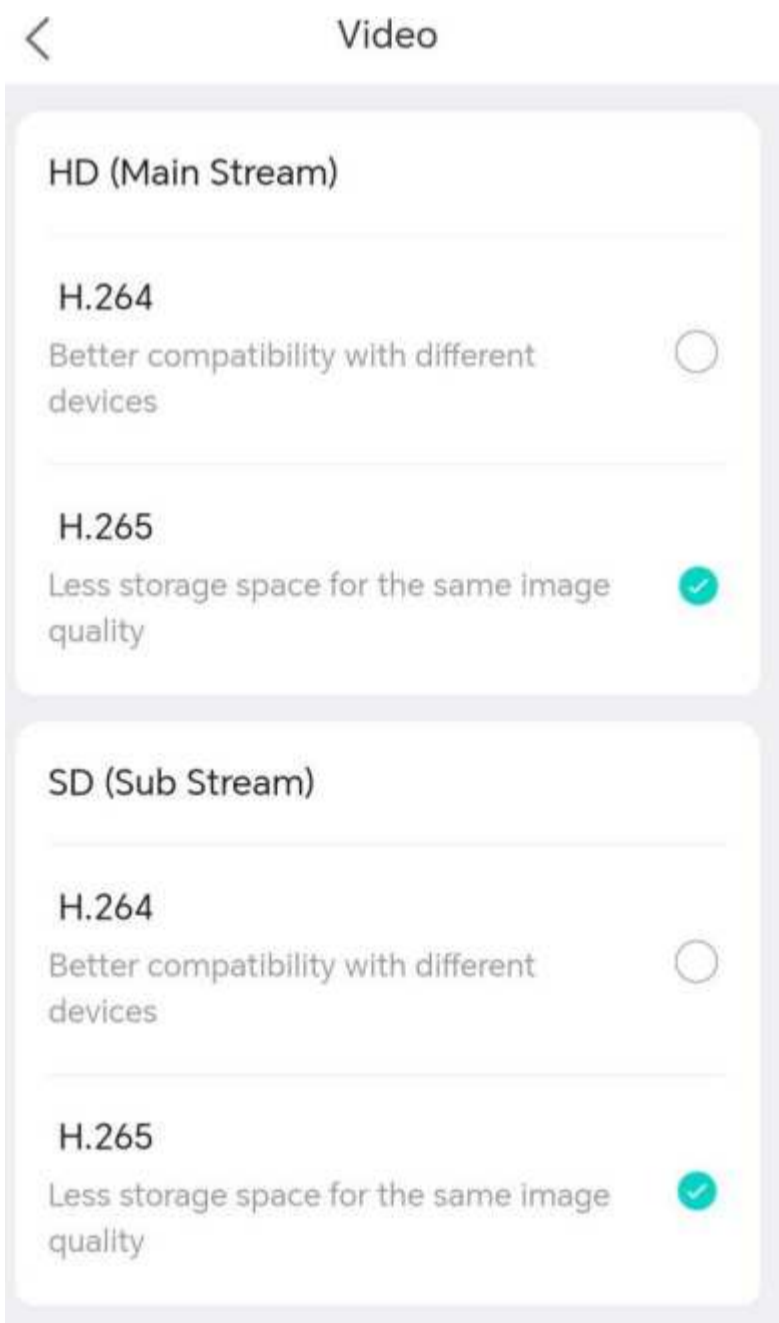 Video
HD (Main Stream)
H.264
Better compatibility with different
devices
H.265
Less storage space for the same image
quality
SD (Sub Stream)
H.264
Better compatibility with different
devices
H.265
Less storage space for the same image
quality